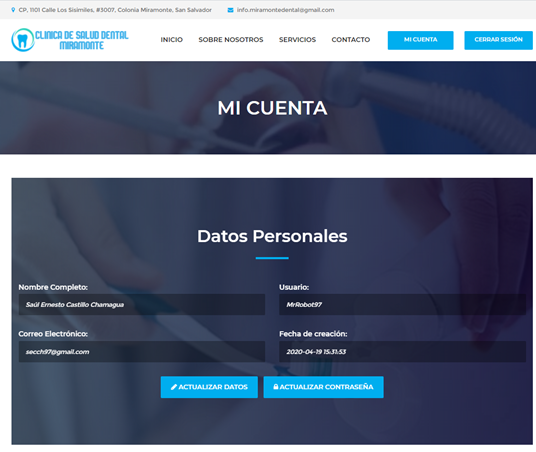 CP, 1101 Calle Los Sisimiles, #3007, Colonia Miramonte, San Salvador info.miramontedental@gmail.com
CLINICA DE SALUD DENTAL
MIRAMONTE
INICIO SOBRE NOSOTROS SERVICIOS CONTACTO MI CUENTA CERRAR SESIÓN
MI CUENTA
Datos Personales
Nombre Completo: Usuario:
Saúl Ernesto Castillo Chamagua MrRobot97
Correo Electrónico: Fecha de creación:
secch97@gmail.com 2020-04-19 15:31:53
ACTUALIZAR DATOS ACTUALIZAR CONTRASEÑA